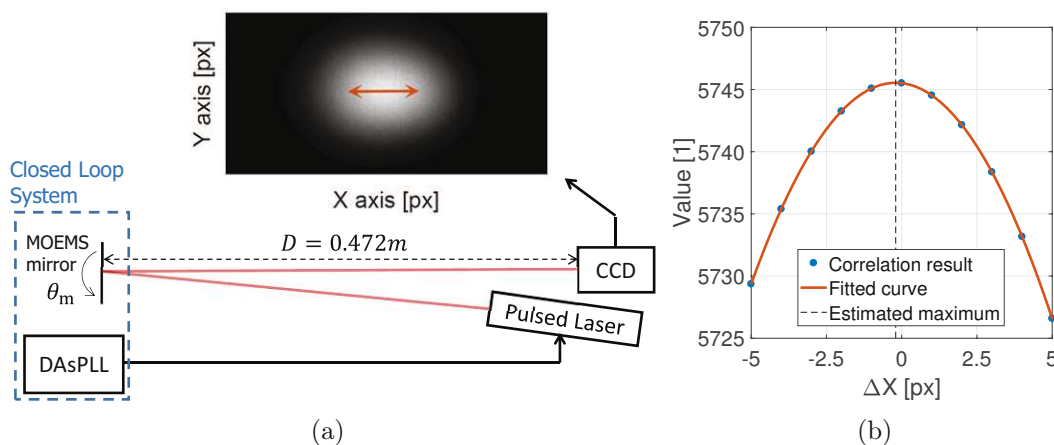 Y axis [px]
X axis [px]
Closed Loop
System
MOEMS
mirror
θm
D = 0.472m
CCD
Pulsed Laser
DAsPLL
(a)
5750
5745
5740
5735
5730
5725
Value [1]
Correlation result
Fitted curve
Estimated maximum
-5 -2.5 0 2.5 5
ΔX [px]
(b)